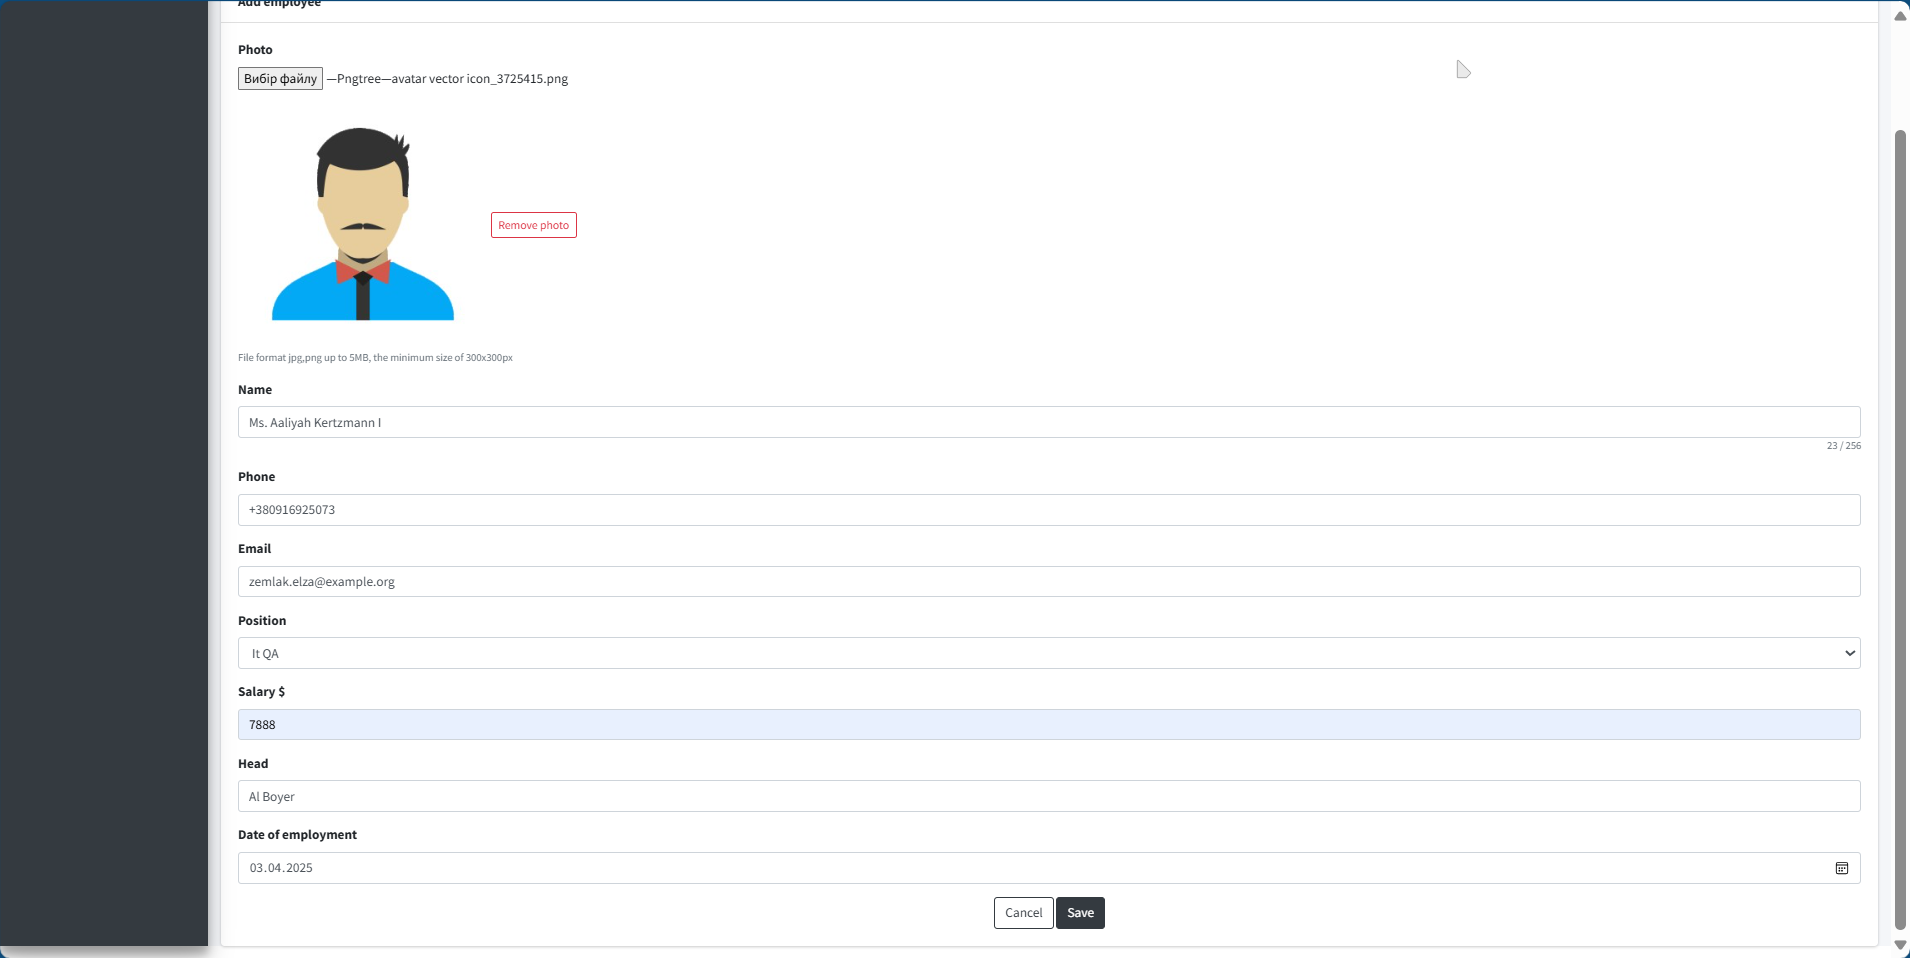 Add employee
Photo
Вибір файлу —Pngtree—avatar vector icon_3725415.png
Remove photo
File format jpg,png up to 5MB, the minimum size of 300x300px
Name
Ms. Aaliyah Kertzmann I
23 / 256
Phone
+380916925073
Email
zemlak.elza@example.org
Position
It QA
Salary $
7888
Head
Al Boyer
Date of employment
03.04.2025
Cancel Save